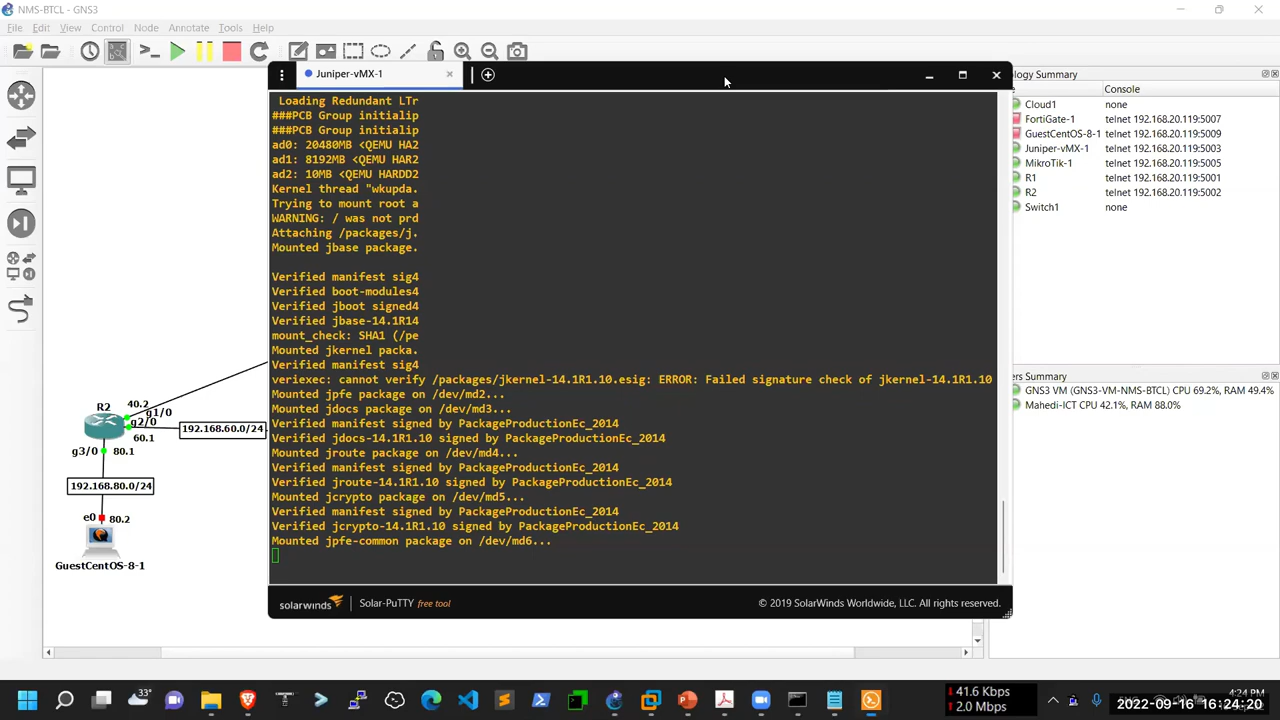 NMS-BTCL - GNS3
File Edit View Control Node Annotate Tools Help
Juniper-vMX-1
Loading Redundant LTr
###PCB Group initialip
###PCB Group initialip
ad0: 20480MB <QEMU HA2
ad1: 8192MB <QEMU HAR2
ad2: 10MB <QEMU HARDD2
Kernel thread "wkupda.
Trying to mount root a
WARNING: / was not prd
Attaching /packages/j.
Mounted jbase package.
Verified manifest sig4
Verified boot-modules4
Verified jboot signed4
Verified jbase-14.1R14
mount_check: SHA1 (/pe
Mounted jkernel packa.
Verified manifest sig4
veriexec: cannot verify /packages/jkernel-14.1R1.10.esig: ERROR: Failed signature check of jkernel-14.1R1.10
Mounted jpfe package on /dev/md2...
Mounted jdocs package on /dev/md3...
Verified manifest signed by PackageProductionEc_2014
Verified jdocs-14.1R1.10 signed by PackageProductionEc_2014
Mounted jroute package on /dev/md4...
Verified manifest signed by PackageProductionEc_2014
Verified jroute-14.1R1.10 signed by PackageProductionEc_2014
Mounted jcrypto package on /dev/md5...
Verified manifest signed by PackageProductionEc_2014
Verified jcrypto-14.1R1.10 signed by PackageProductionEc_2014
Mounted jpfe-common package on /dev/md6...
solarwinds Solar-PuTTY free tool © 2019 SolarWinds Worldwide, LLC. All rights reserved.
R2 40.2
g1/0
g2/0
60.1
192.168.60.0/24
g3/0 80.1
192.168.80.0/24
e0 80.2
GuestCentOS-8-1
ology Summary
Console
Cloud1 none
FortiGate-1 telnet 192.168.20.119:5007
GuestCentOS-8-1 telnet 192.168.20.119:5009
Juniper-vMX-1 telnet 192.168.20.119:5003
MikroTik-1 telnet 192.168.20.119:5005
R1 telnet 192.168.20.119:5001
R2 telnet 192.168.20.119:5002
Switch1 none
ers Summary
GNS3 VM (GNS3-VM-NMS-BTCL) CPU 69.2%, RAM 49.4%
Mahedi-ICT CPU 42.1%, RAM 88.0%
33°
41.6 Kbps
2.0 Mbps
4:24 PM
2022-09-16 16:24:20